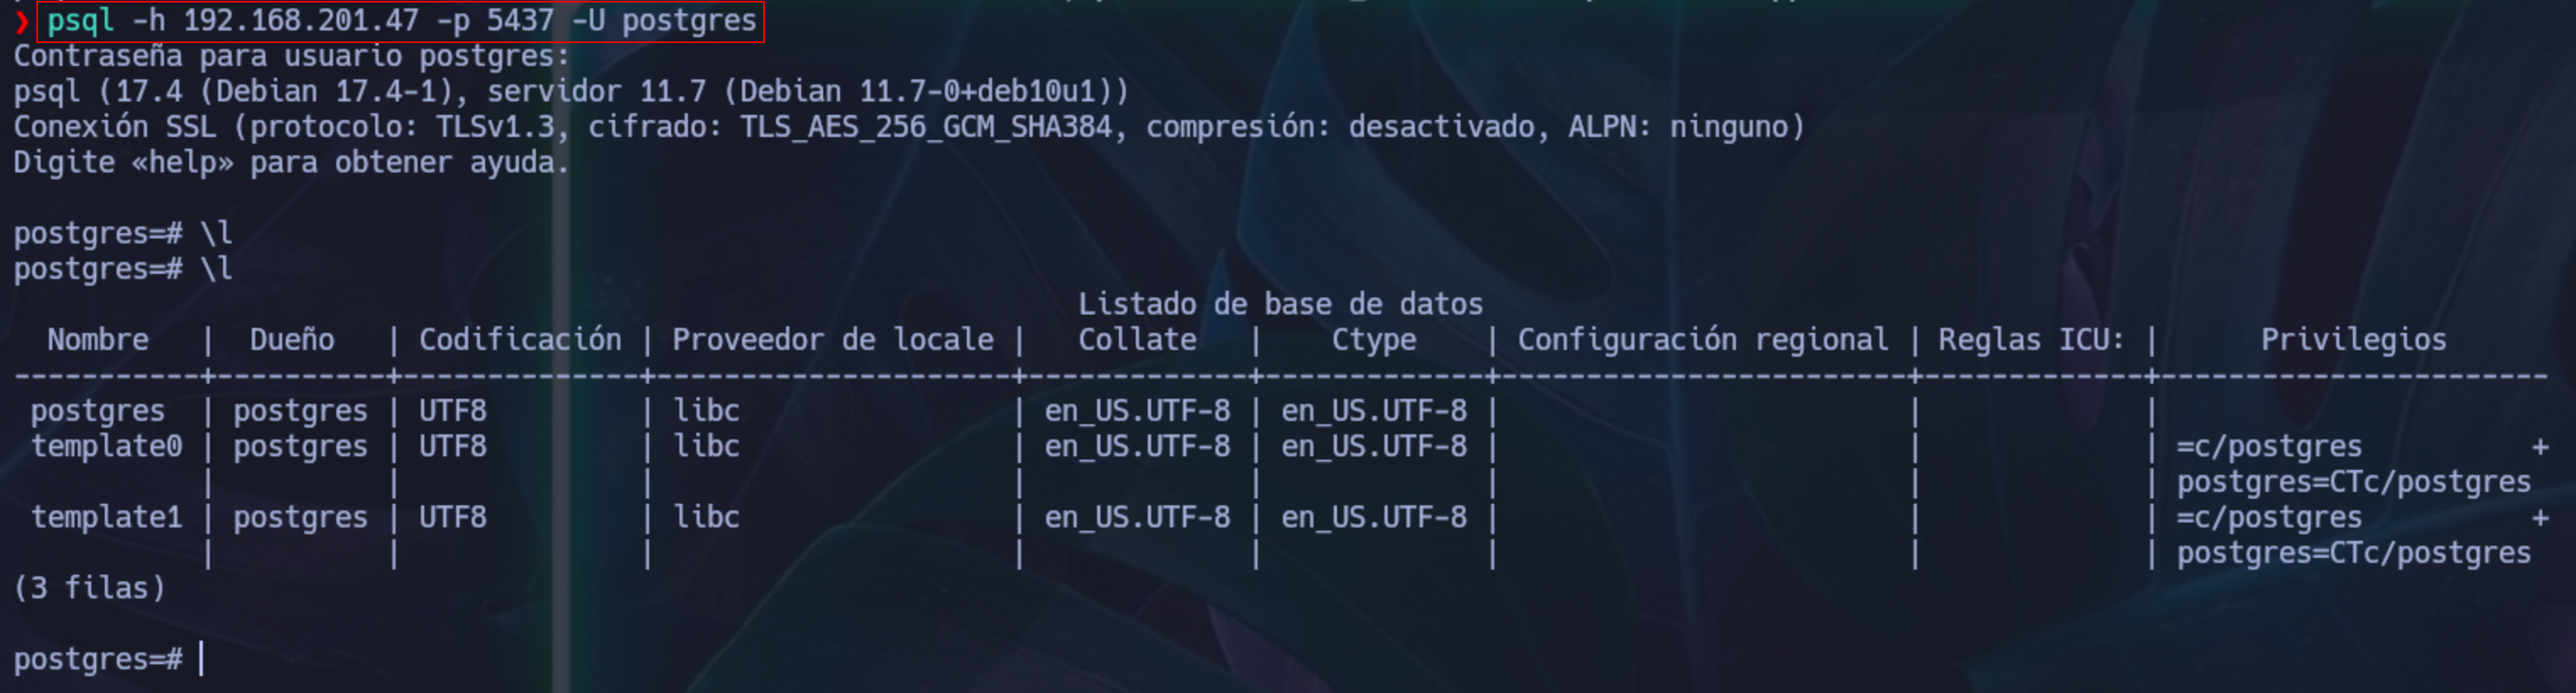 ❯ psql -h 192.168.201.47 -p 5437 -U postgres
Contraseña para usuario postgres:
psql (17.4 (Debian 17.4-1), servidor 11.7 (Debian 11.7-0+deb10u1))
Conexión SSL (protocolo: TLSv1.3, cifrado: TLS_AES_256_GCM_SHA384, compresión: desactivado, ALPN: ninguno)
Digite «help» para obtener ayuda.
postgres=# \l
postgres=# \l
Listado de base de datos
Nombre | Dueño | Codificación | Proveedor de locale | Collate | Ctype | Configuración regional | Reglas ICU: | Privilegios
-----------+----------+--------------+---------------------+-------------+-------------+------------------------+-------------+-----------------------
postgres | postgres | UTF8 | libc | en_US.UTF-8 | en_US.UTF-8 | | |
template0 | postgres | UTF8 | libc | en_US.UTF-8 | en_US.UTF-8 | | | =c/postgres +
| | | | | | | | postgres=CTc/postgres
template1 | postgres | UTF8 | libc | en_US.UTF-8 | en_US.UTF-8 | | | =c/postgres +
| | | | | | | | postgres=CTc/postgres
(3 filas)
postgres=#